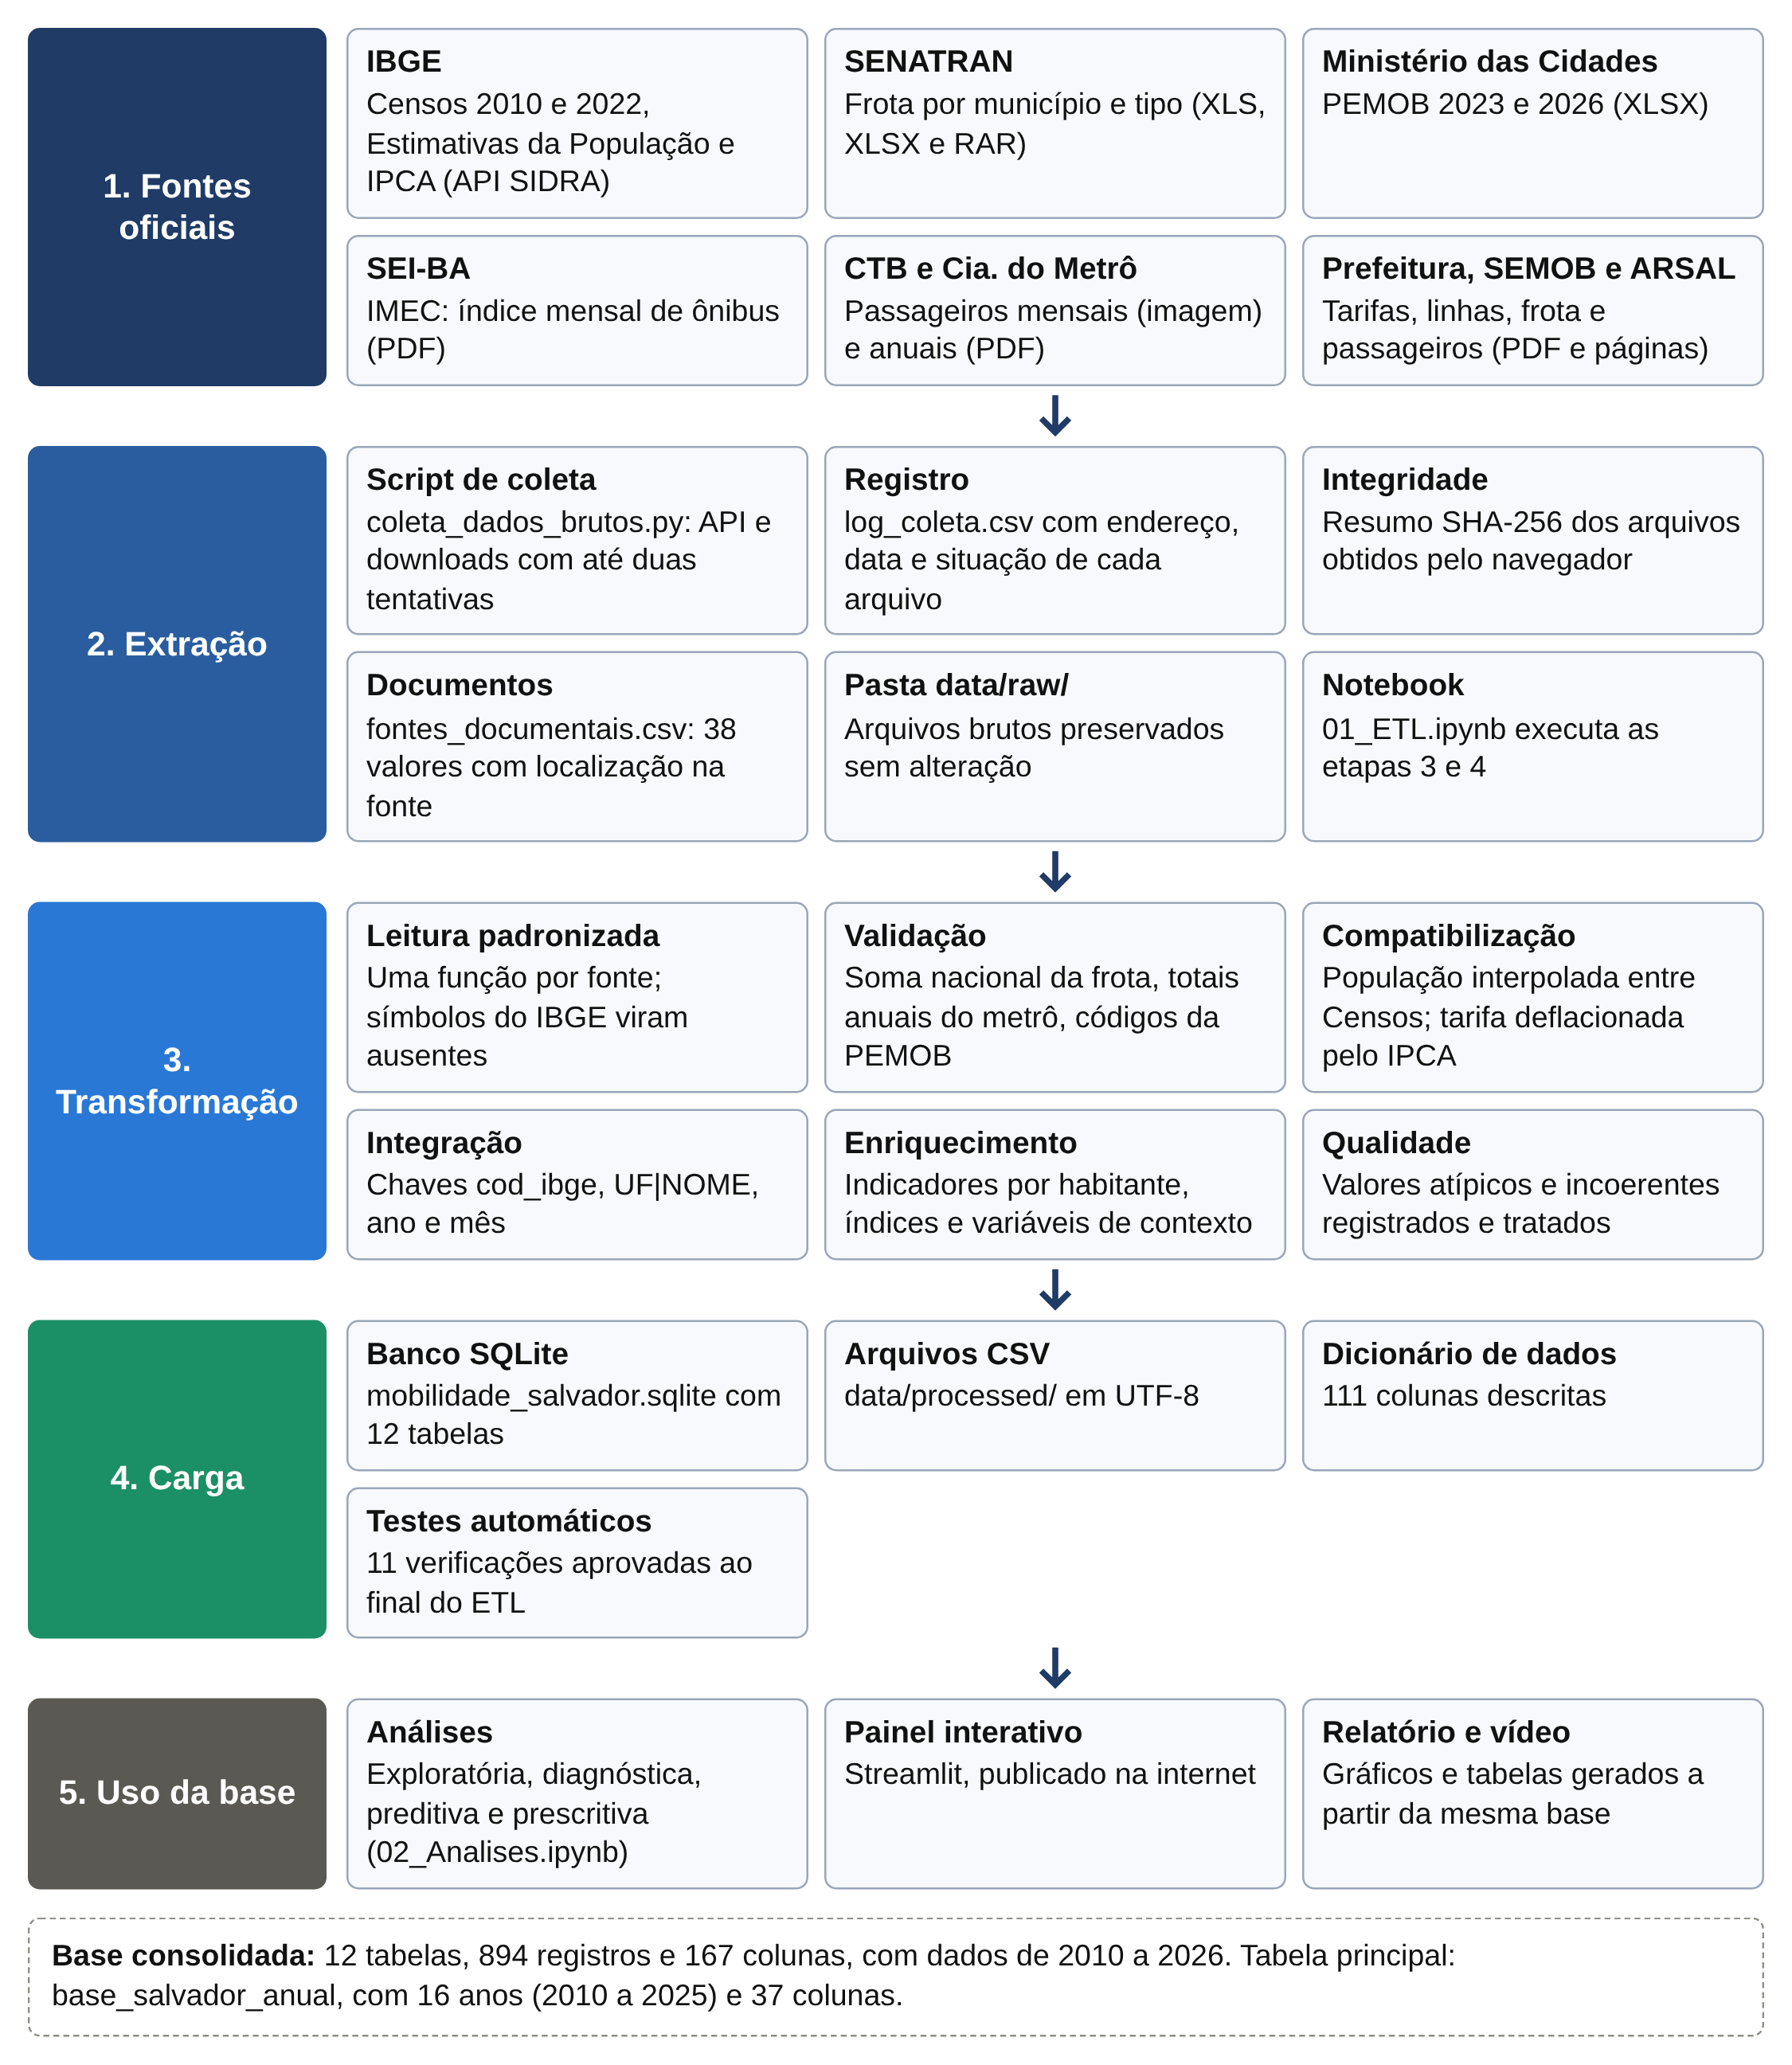 1. Fontes
oficiais
IBGE
Censos 2010 e 2022,
Estimativas da População e
IPCA (API SIDRA)
SENATRAN
Frota por município e tipo (XLS,
XLSX e RAR)
Ministério das Cidades
PEMOB 2023 e 2026 (XLSX)
SEI-BA
IMEC: índice mensal de ônibus
(PDF)
CTB e Cia. do Metrô
Passageiros mensais (imagem)
e anuais (PDF)
Prefeitura, SEMOB e ARSAL
Tarifas, linhas, frota e
passageiros (PDF e páginas)
2. Extração
Script de coleta
coleta_dados_brutos.py: API e
downloads com até duas
tentativas
Registro
log_coleta.csv com endereço,
data e situação de cada
arquivo
Integridade
Resumo SHA-256 dos arquivos
obtidos pelo navegador
Documentos
fontes_documentais.csv: 38
valores com localização na
fonte
Pasta data/raw/
Arquivos brutos preservados
sem alteração
Notebook
01_ETL.ipynb executa as
etapas 3 e 4
3.
Transformação
Leitura padronizada
Uma função por fonte;
símbolos do IBGE viram
ausentes
Validação
Soma nacional da frota, totais
anuais do metrô, códigos da
PEMOB
Compatibilização
População interpolada entre
Censos; tarifa deflacionada
pelo IPCA
Integração
Chaves cod_ibge, UF|NOME,
ano e mês
Enriquecimento
Indicadores por habitante,
índices e variáveis de contexto
Qualidade
Valores atípicos e incoerentes
registrados e tratados
4. Carga
Banco SQLite
mobilidade_salvador.sqlite com
12 tabelas
Arquivos CSV
data/processed/ em UTF-8
Dicionário de dados
111 colunas descritas
Testes automáticos
11 verificações aprovadas ao
final do ETL
5. Uso da base
Análises
Exploratória, diagnóstica,
preditiva e prescritiva
(02_Analises.ipynb)
Painel interativo
Streamlit, publicado na internet
Relatório e vídeo
Gráficos e tabelas gerados a
partir da mesma base
Base consolidada: 12 tabelas, 894 registros e 167 colunas, com dados de 2010 a 2026. Tabela principal:
base_salvador_anual, com 16 anos (2010 a 2025) e 37 colunas.